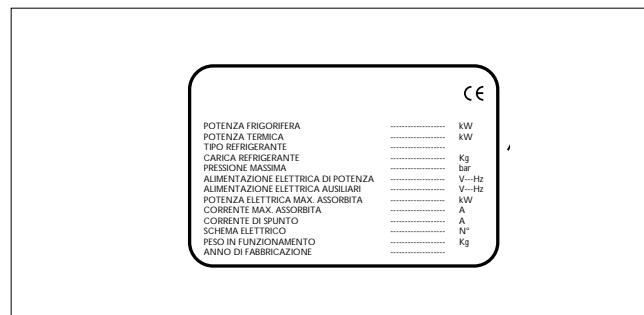 CE
POTENZA FRIGORIFERA ------------------- kW
POTENZA TERMICA ------------------- kW
TIPO REFRIGERANTE -------------------
CARICA REFRIGERANTE ------------------- Kg
PRESSIONE MASSIMA ------------------- bar
ALIMENTAZIONE ELETTRICA DI POTENZA ------------------- V---Hz
ALIMENTAZIONE ELETTRICA AUSILIARI ------------------- V---Hz
POTENZA ELETTRICA MAX. ASSORBITA ------------------- kW
CORRENTE MAX. ASSORBITA ------------------- A
CORRENTE DI SPUNTO ------------------- A
SCHEMA ELETTRICO ------------------- N°
PESO IN FUNZIONAMENTO ------------------- Kg
ANNO DI FABBRICAZIONE -------------------